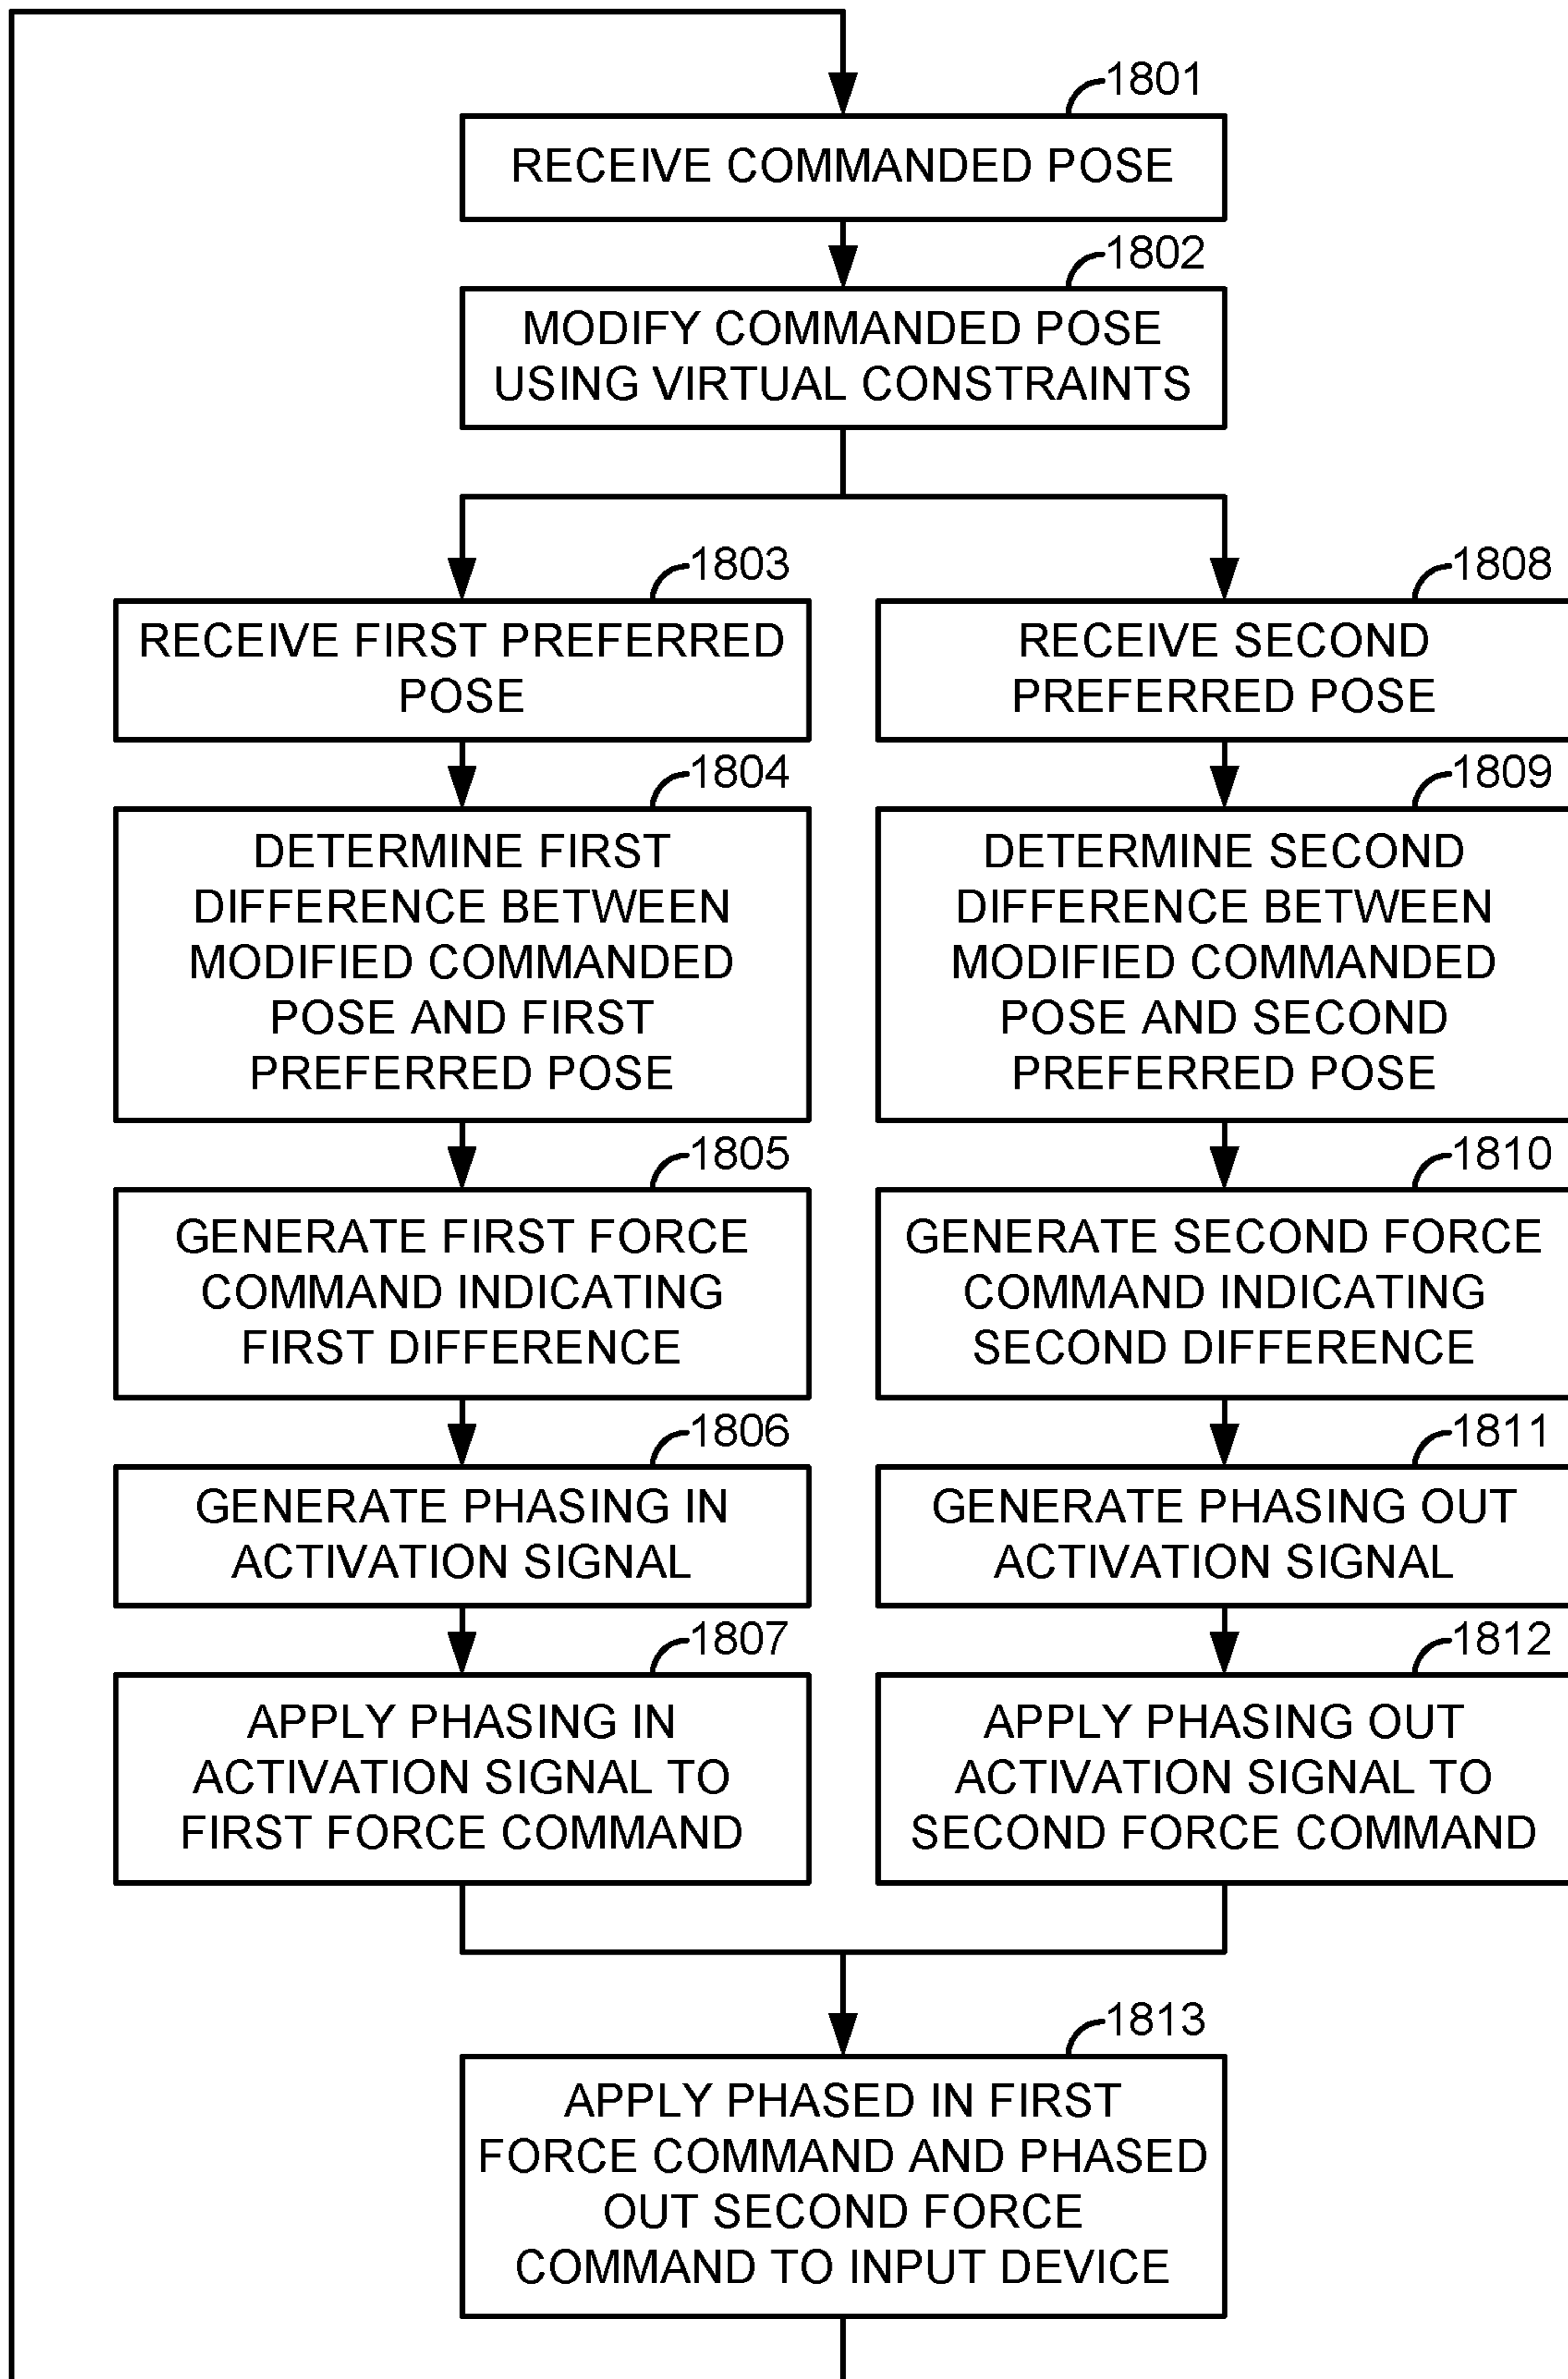 1801
RECEIVE COMMANDED POSE
1802
MODIFY COMMANDED POSE
USING VIRTUAL CONSTRAINTS
1803
RECEIVE FIRST PREFERRED
POSE
1804
DETERMINE FIRST
DIFFERENCE BETWEEN
MODIFIED COMMANDED
POSE AND FIRST
PREFERRED POSE
1805
GENERATE FIRST FORCE
COMMAND INDICATING
FIRST DIFFERENCE
1806
GENERATE PHASING IN
ACTIVATION SIGNAL
1807
APPLY PHASING IN
ACTIVATION SIGNAL TO
FIRST FORCE COMMAND
1808
RECEIVE SECOND
PREFERRED POSE
1809
DETERMINE SECOND
DIFFERENCE BETWEEN
MODIFIED COMMANDED
POSE AND SECOND
PREFERRED POSE
1810
GENERATE SECOND FORCE
COMMAND INDICATING
SECOND DIFFERENCE
1811
GENERATE PHASING OUT
ACTIVATION SIGNAL
1812
APPLY PHASING OUT
ACTIVATION SIGNAL TO
SECOND FORCE COMMAND
1813
APPLY PHASED IN FIRST
FORCE COMMAND AND PHASED
OUT SECOND FORCE
COMMAND TO INPUT DEVICE